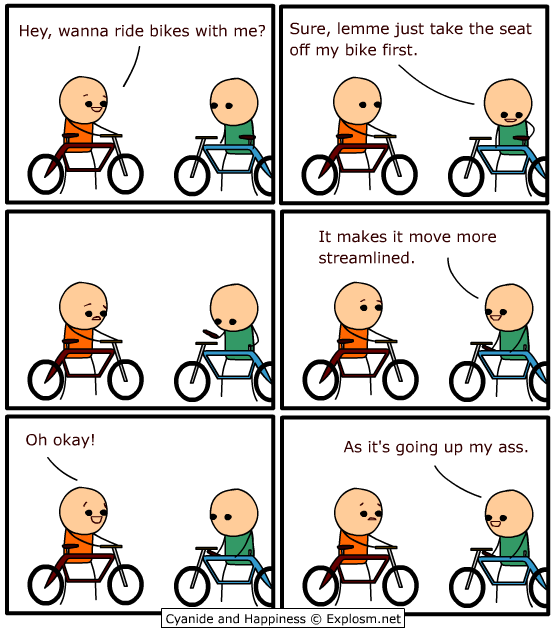 Hey, wanna ride bikes with me?
Sure, lemme just take the seat
off my bike first.
It makes it move more
streamlined.
Oh okay!
As it's going up my ass.
Cyanide and Happiness © Explosm.net